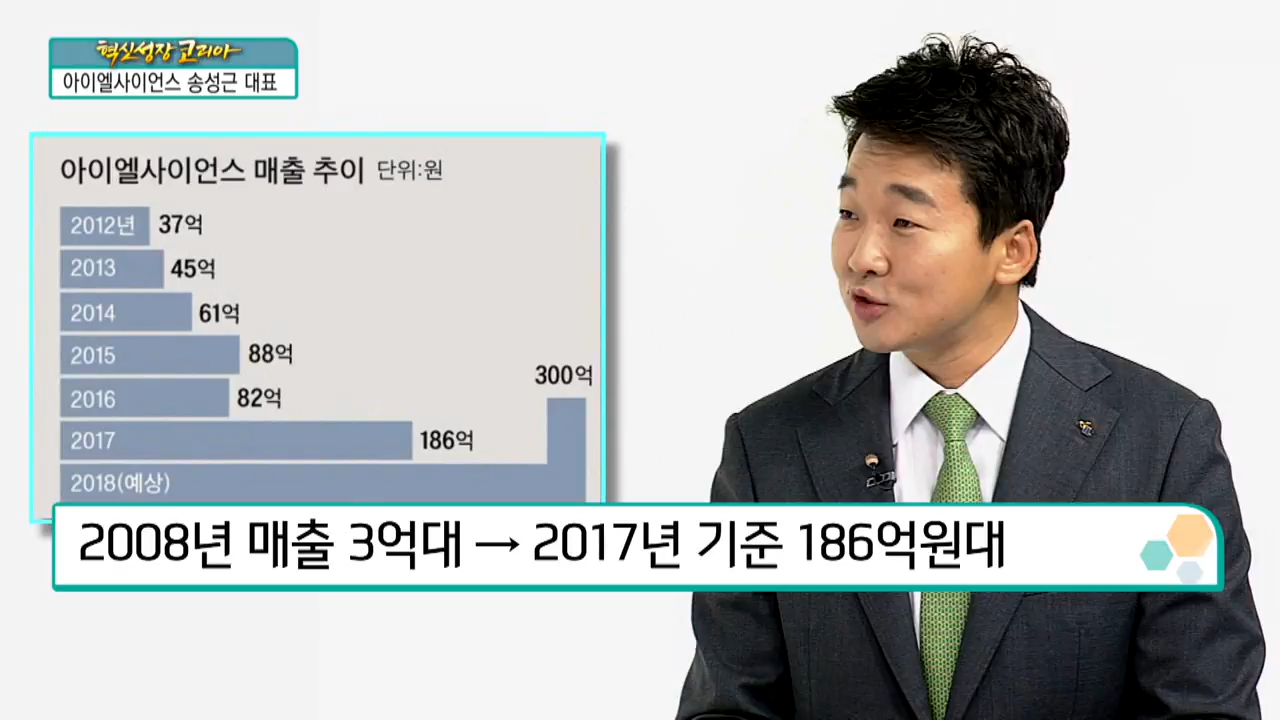 혁신성장 코리아
아이엘사이언스 송성근 대표
아이엘사이언스 매출 추이 단위:원
2012년 37억
2013 45억
2014 61억
2015 88억
2016 82억
300억
2017 186억
2018(예상)
2008년 매출 3억대 → 2017년 기준 186억원대